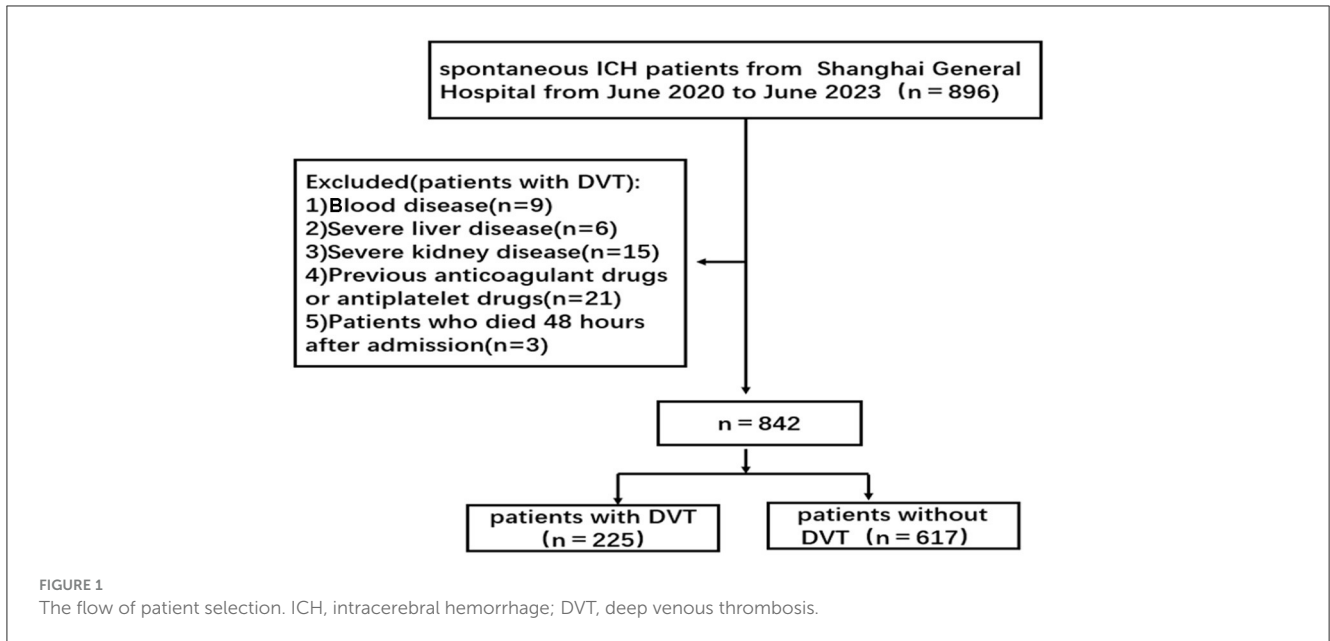 spontaneous ICH patients from Shanghai General
Hospital from June 2020 to June 2023 (n = 896)
Excluded(patients with DVT):
1)Blood disease(n=9)
2)Severe liver disease(n=6)
3)Severe kidney disease(n=15)
4)Previous anticoagulant drugs
or antiplatelet drugs(n=21)
5)Patients who died 48 hours
after admission(n=3)
n = 842
patients with DVT
(n = 225)
patients without
DVT (n = 617)
FIGURE 1
The flow of patient selection. ICH, intracerebral hemorrhage; DVT, deep venous thrombosis.